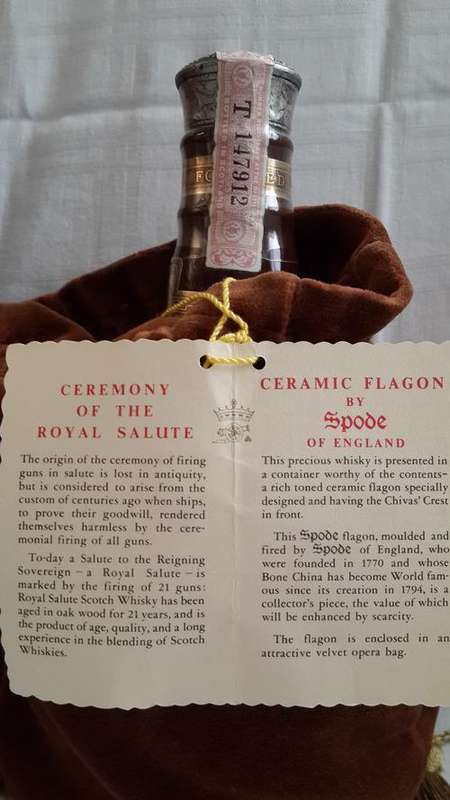 T 147912
CEREMONY
OF THE
ROYAL SALUTE
The origin of the ceremony of firing
guns in salute is lost in antiquity,
but is considered to arise from the
custom of centuries ago when ships,
to prove their goodwill, rendered
themselves harmless by the cere-
monial firing of all guns.
To-day a Salute to the Reigning
Sovereign – a Royal Salute – is
marked by the firing of 21 guns:
Royal Salute Scotch Whisky has been
aged in oak wood for 21 years, and is
the product of age, quality, and a long
experience in the blending of Scotch
Whiskies.
CERAMIC FLAGON
BY
Spode
OF ENGLAND
This precious whisky is presented in
a container worthy of the contents–
a rich toned ceramic flagon specially
designed and having the Chivas' Crest
in front.
This Spode flagon, moulded and
fired by Spode of England, who
were founded in 1770 and whose
Bone China has become World fam-
ous since its creation in 1794, is a
collector's piece, the value of which
will be enhanced by scarcity.
The flagon is enclosed in an
attractive velvet opera bag.